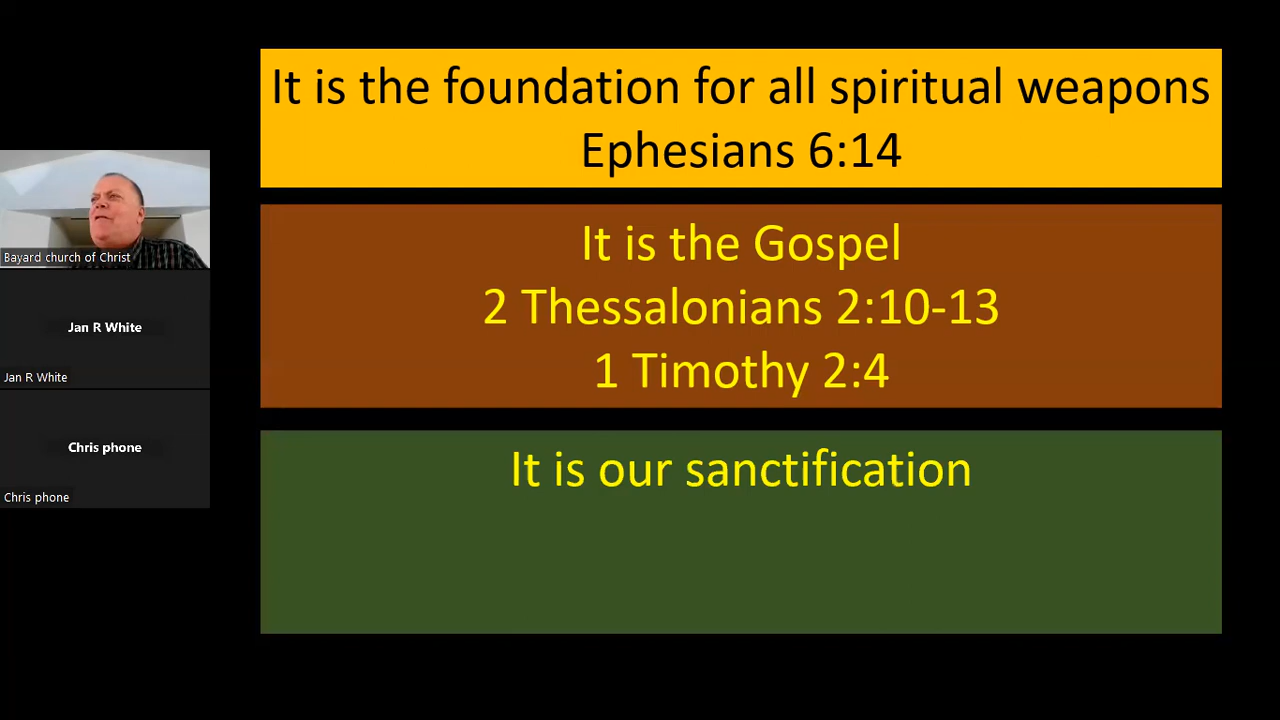 It is the foundation for all spiritual weapons
Ephesians 6:14
It is the Gospel
2 Thessalonians 2:10-13
1 Timothy 2:4
It is our sanctification
Bayard church of Christ
Jan R White
Jan R White
Chris phone
Chris phone